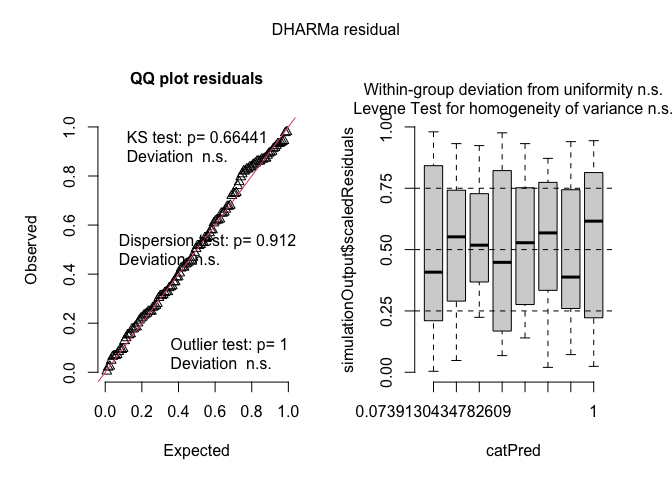 DHARMa residual
QQ plot residuals
KS test: p= 0.66441
Deviation n.s.
Dispersion test: p= 0.912
Deviation n.s.
Outlier test: p= 1
Deviation n.s.
Observed
0.0
0.2
0.4
0.6
0.8
1.0
0.0 0.2 0.4 0.6 0.8 1.0
Expected
Within-group deviation from uniformity n.s.
Levene Test for homogeneity of variance n.s.
simulationOutput$scaledResiduals
0.00
0.25
0.50
0.75
1.00
0.0739130434782609 1
catPred